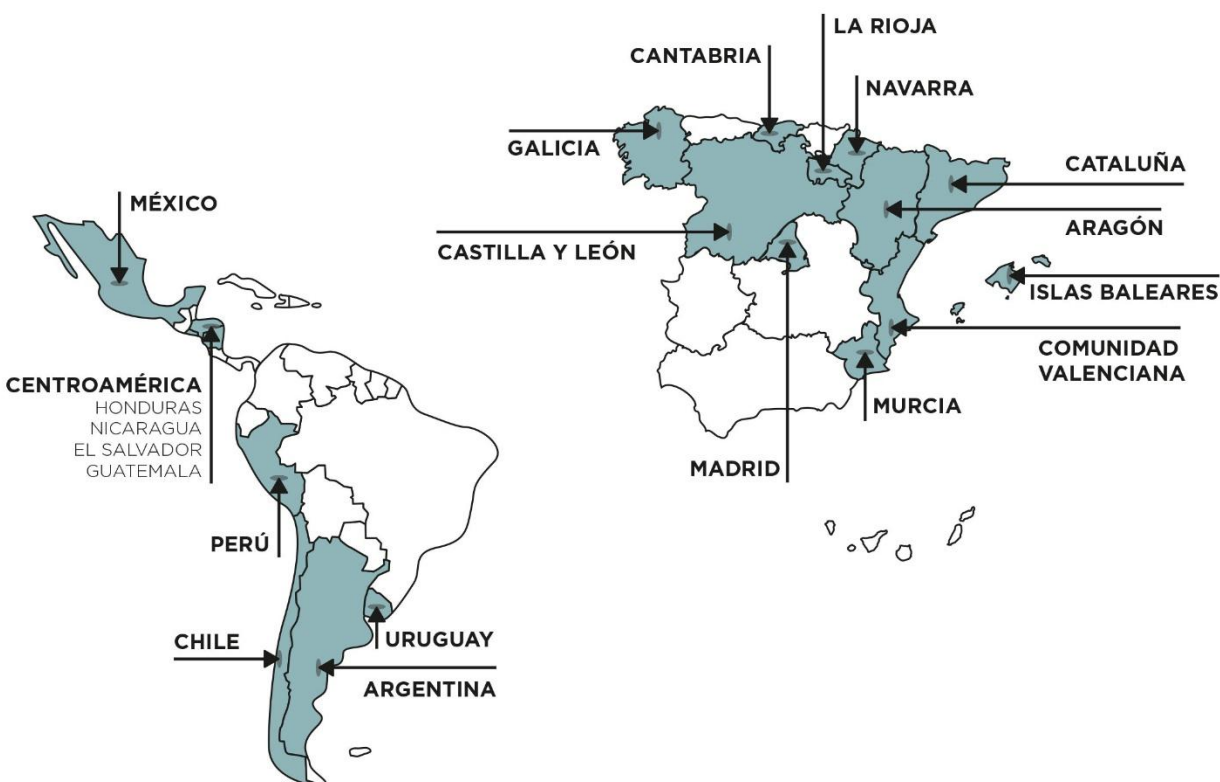 LA RIOJA
CANTABRIA
NAVARRA
GALICIA
CATALUÑA
ARAGÓN
CASTILLA Y LEÓN
ISLAS BALEARES
COMUNIDAD
VALENCIANA
MURCIA
MADRID
MÉXICO
CENTROAMÉRICA
HONDURAS
NICARAGUA
EL SALVADOR
GUATEMALA
PERÚ
CHILE
URUGUAY
ARGENTINA